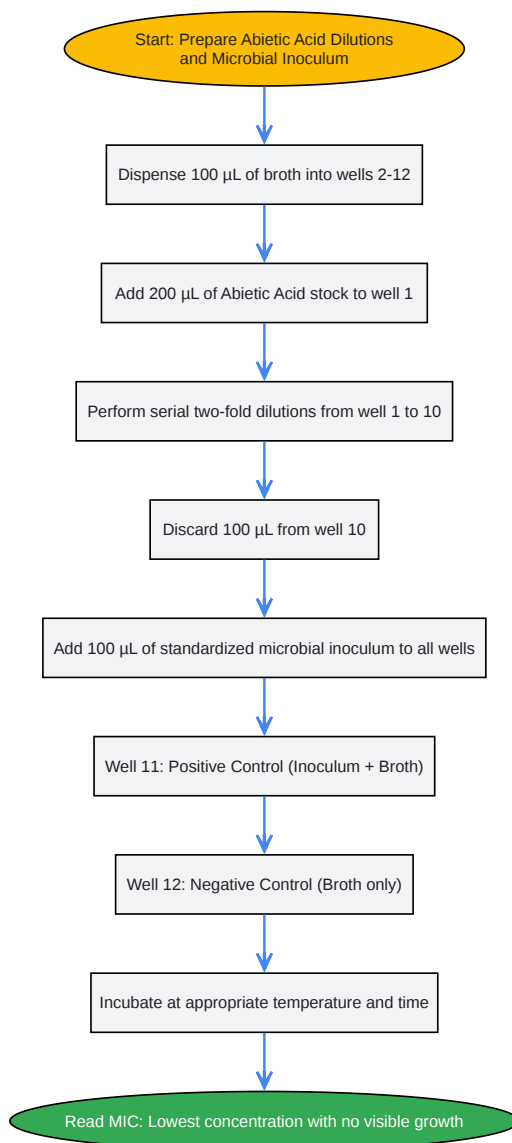 Start: Prepare Abietic Acid Dilutions
and Microbial Inoculum
Dispense 100 µL of broth into wells 2-12
Add 200 µL of Abietic Acid stock to well 1
Perform serial two-fold dilutions from well 1 to 10
Discard 100 µL from well 10
Add 100 µL of standardized microbial inoculum to all wells
Well 11: Positive Control (Inoculum + Broth)
Well 12: Negative Control (Broth only)
Incubate at appropriate temperature and time
Read MIC: Lowest concentration with no visible growth